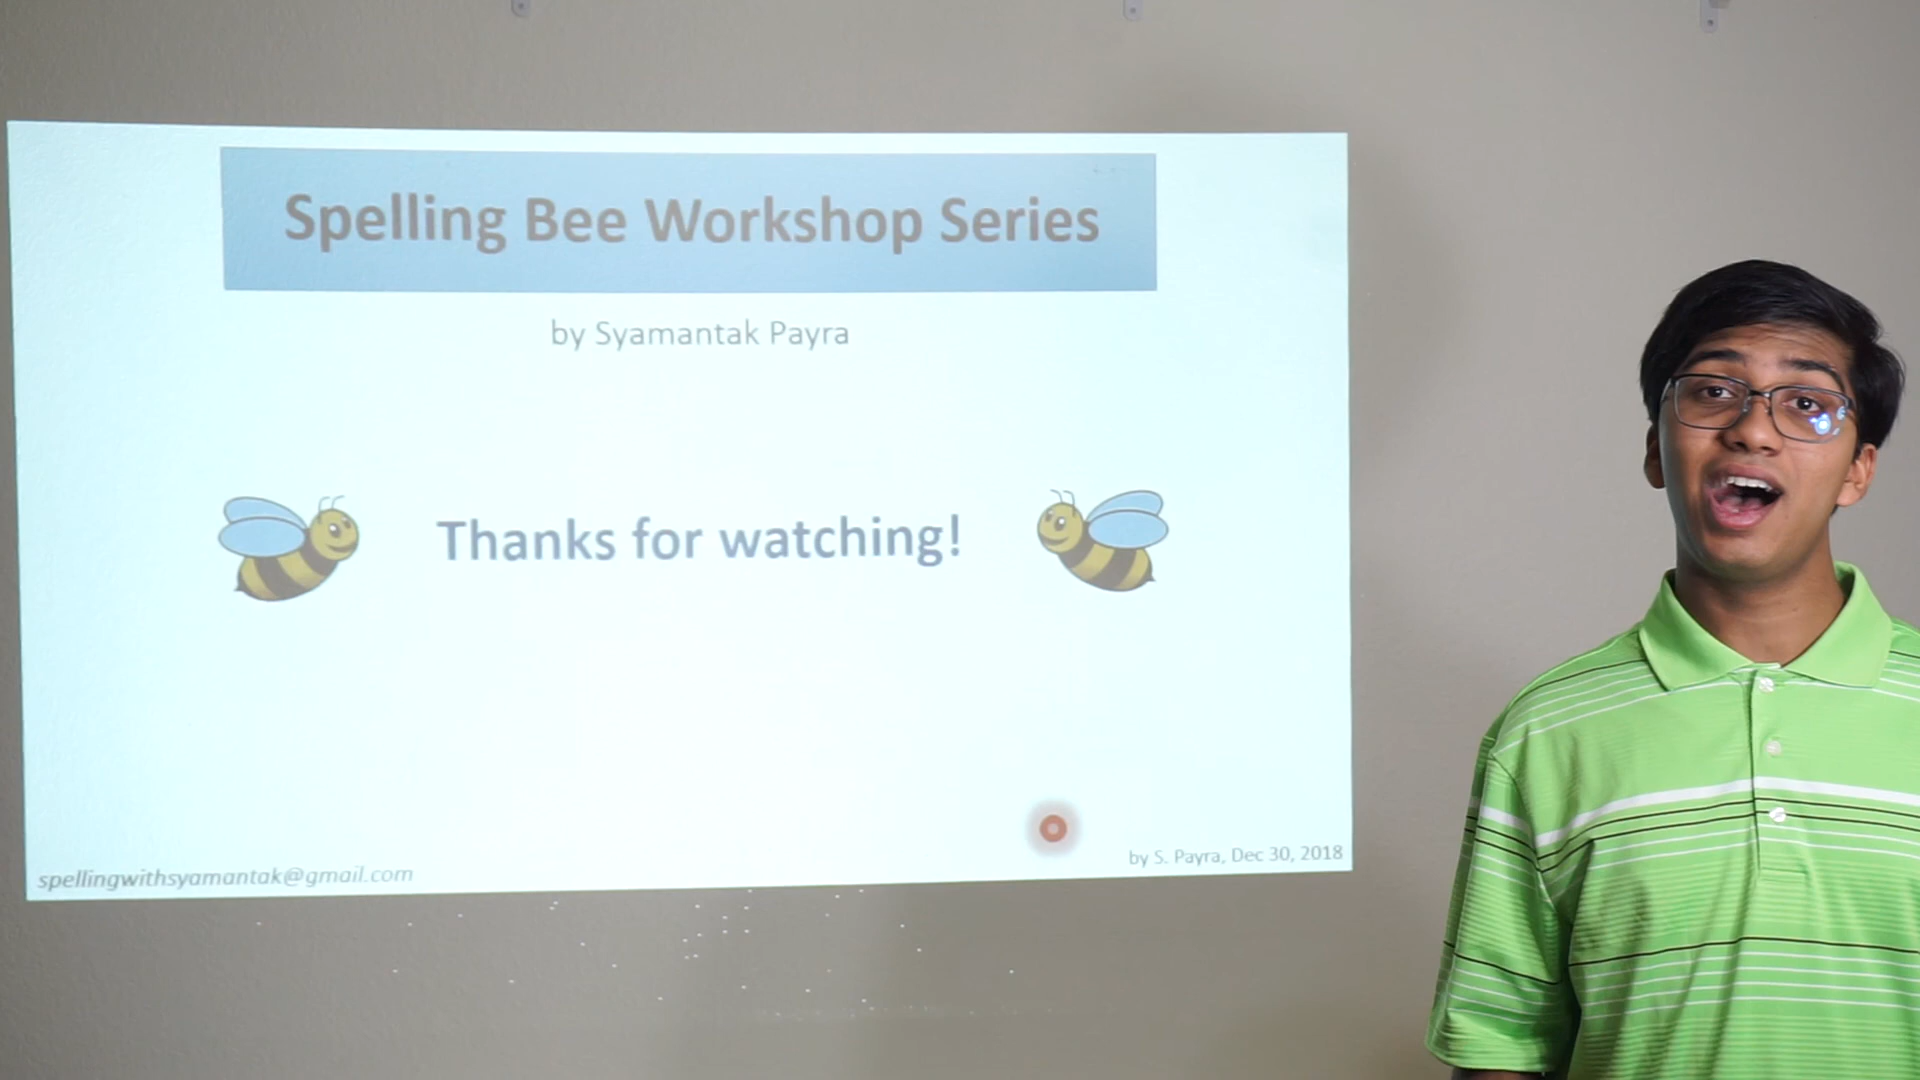 Spelling Bee Workshop Series
by Syamantak Payra
Thanks for watching!
spellingwithsyamantak@gmail.com
by S. Payra, Dec 30, 2018